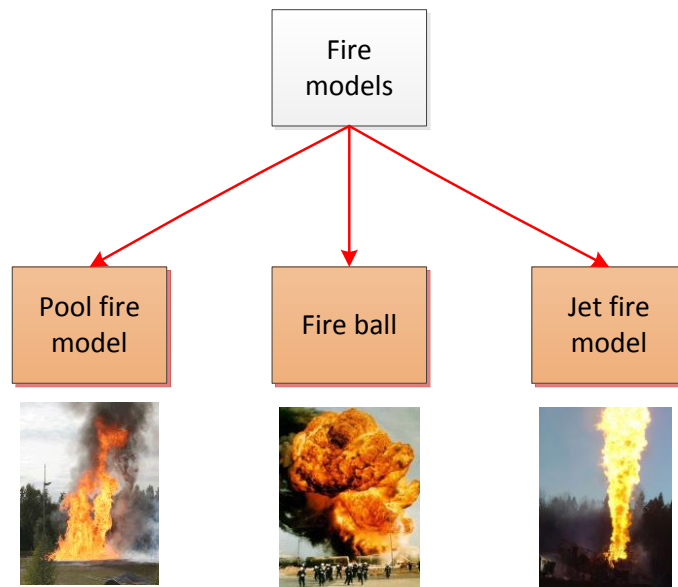 Fire
models
Pool fire
model
Fire ball
Jet fire
model